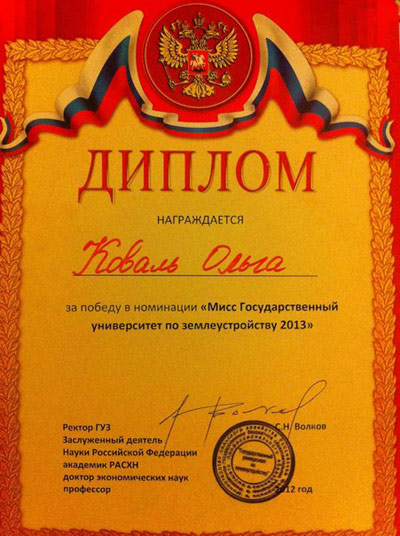 ДИПЛОМ
НАГРАЖДАЕТСЯ
Коваль Ольга
за победу в номинации «Мисс Государственный
университет по землеустройству 2013»
Ректор ГУЗ
С.Н. Волков
Заслуженный деятель
Науки Российской Федерации
академик РАСХН
доктор экономических наук
профессор
2012 год